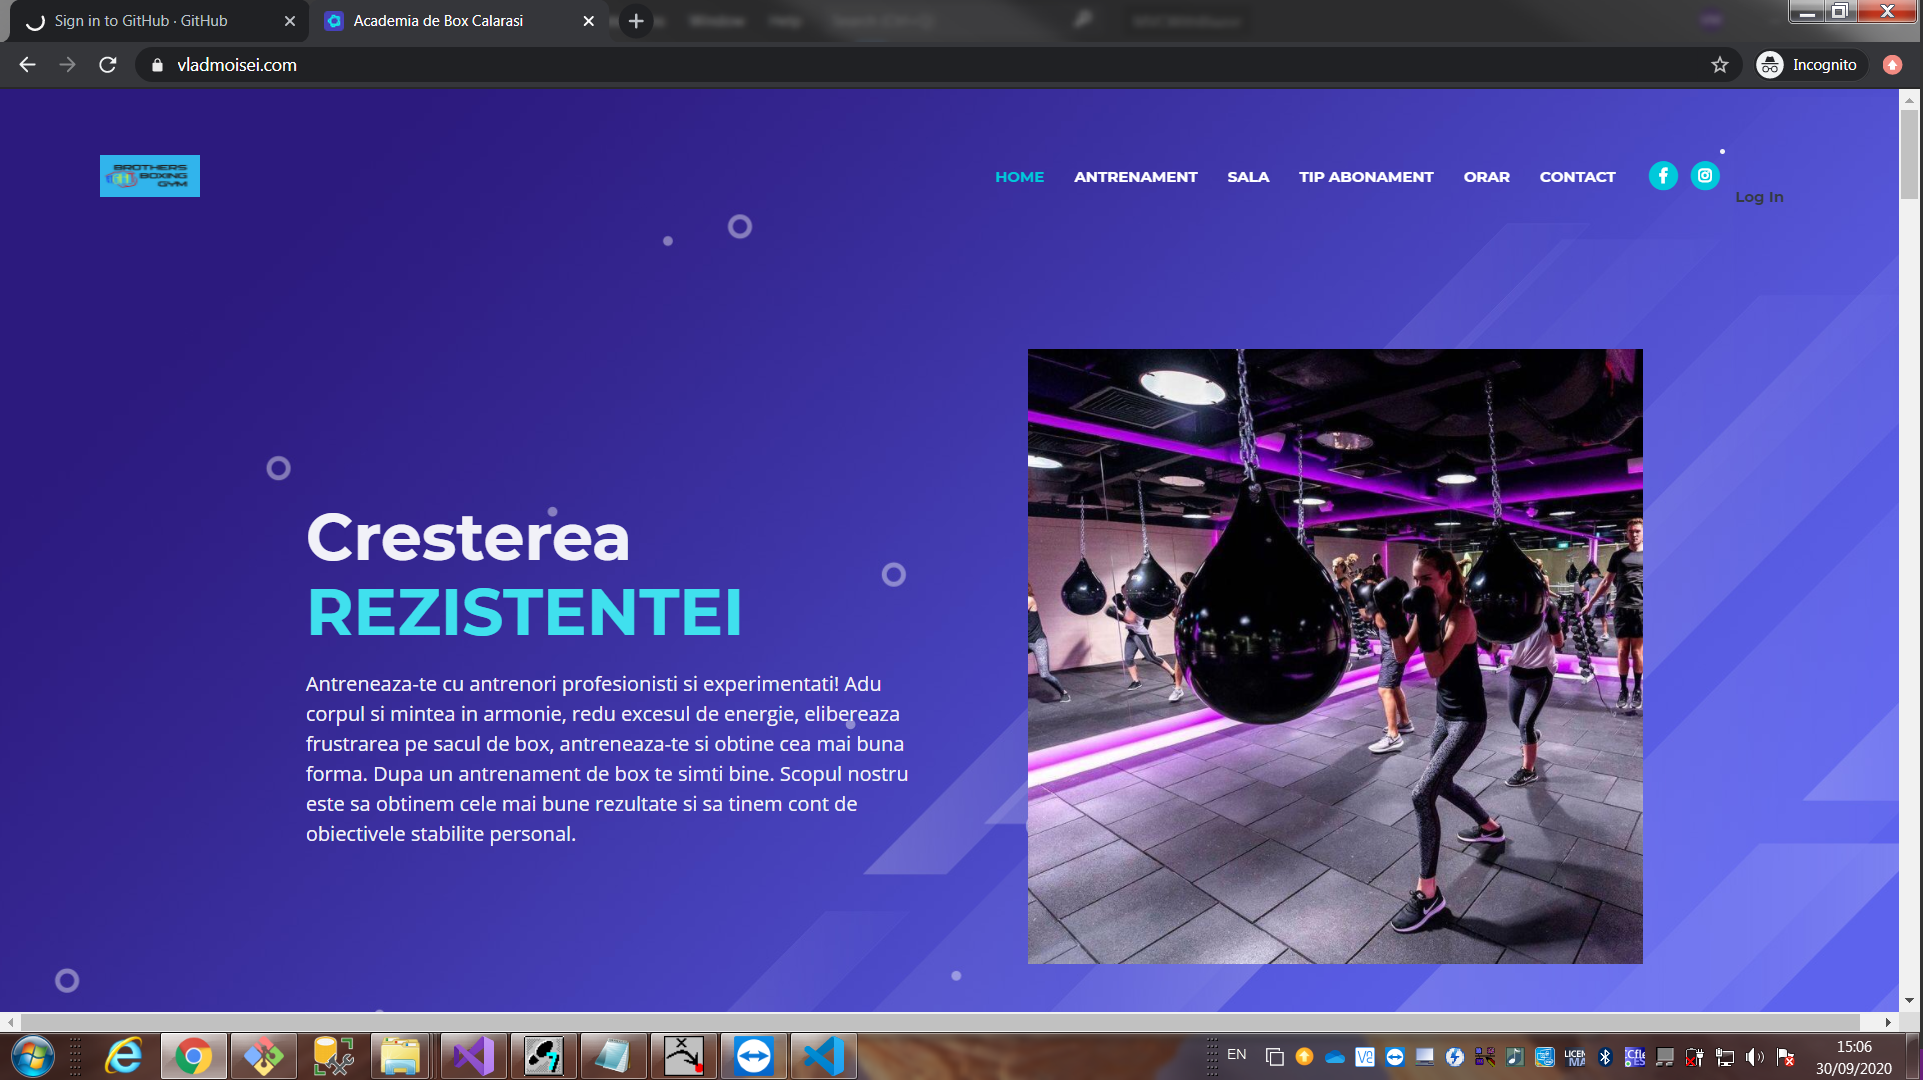 Sign in to GitHub · GitHub
Academia de Box Calarasi
Window Help
vladmoisei.com
Incognito
BROTHERS
BOXING
GYM
HOME ANTRENAMENT SALA TIP ABONAMENT ORAR CONTACT
Log In
Cresterea
REZISTENTEI
Antreneaza-te cu antrenori profesionisti si experimentati! Adu
corpul si mintea in armonie, redu excesul de energie, elibereaza
frustrarea pe sacul de box, antreneaza-te si obtine cea mai buna
forma. Dupa un antrenament de box te simti bine. Scopul nostru
este sa obtinem cele mai bune rezultate si sa tinem cont de
obiectivele stabilite personal.
EN
15:06
30/09/2020